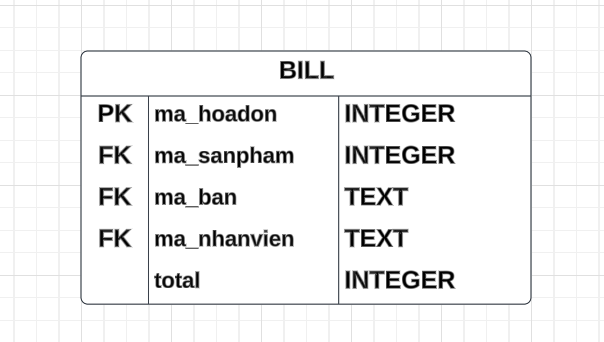 BILL
PK ma_hoadon INTEGER
FK ma_sanpham INTEGER
FK ma_ban TEXT
FK ma_nhanvien TEXT
total INTEGER